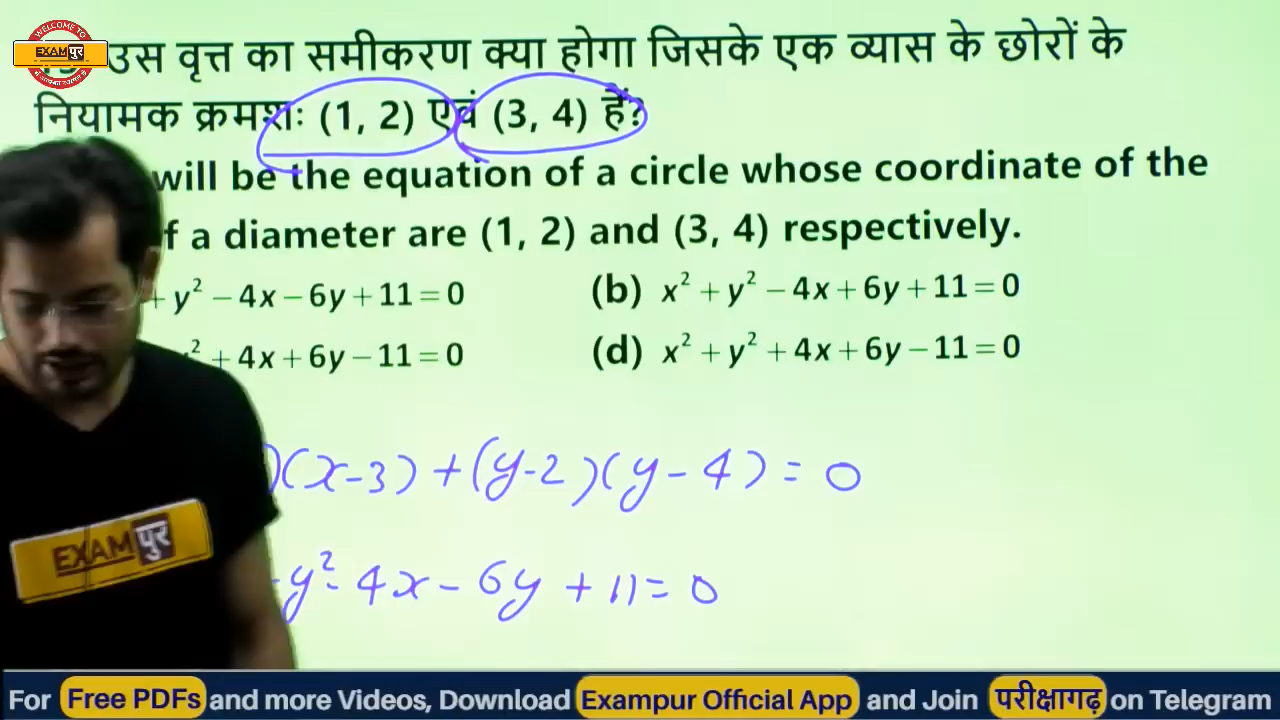 WELCOME TO
EXAM पुर
उस वृत्त का समीकरण क्या होगा जिसके एक व्यास के छोरों के
नियामक क्रमशः (1, 2) एवं (3, 4) हैं?
will be the equation of a circle whose coordinate of the
f a diameter are (1, 2) and (3, 4) respectively.
+ y² − 4x − 6y + 11 = 0 (b) x² + y² − 4x + 6y + 11 = 0
² + 4x + 6y − 11 = 0 (d) x² + y² + 4x + 6y − 11 = 0
)(x-3) + (y-2)(y-4) = 0
y² - 4x - 6y + 11 = 0
EXAM पुर
For Free PDFs and more Videos, Download Exampur Official App and Join परीक्षागढ़ on Telegram